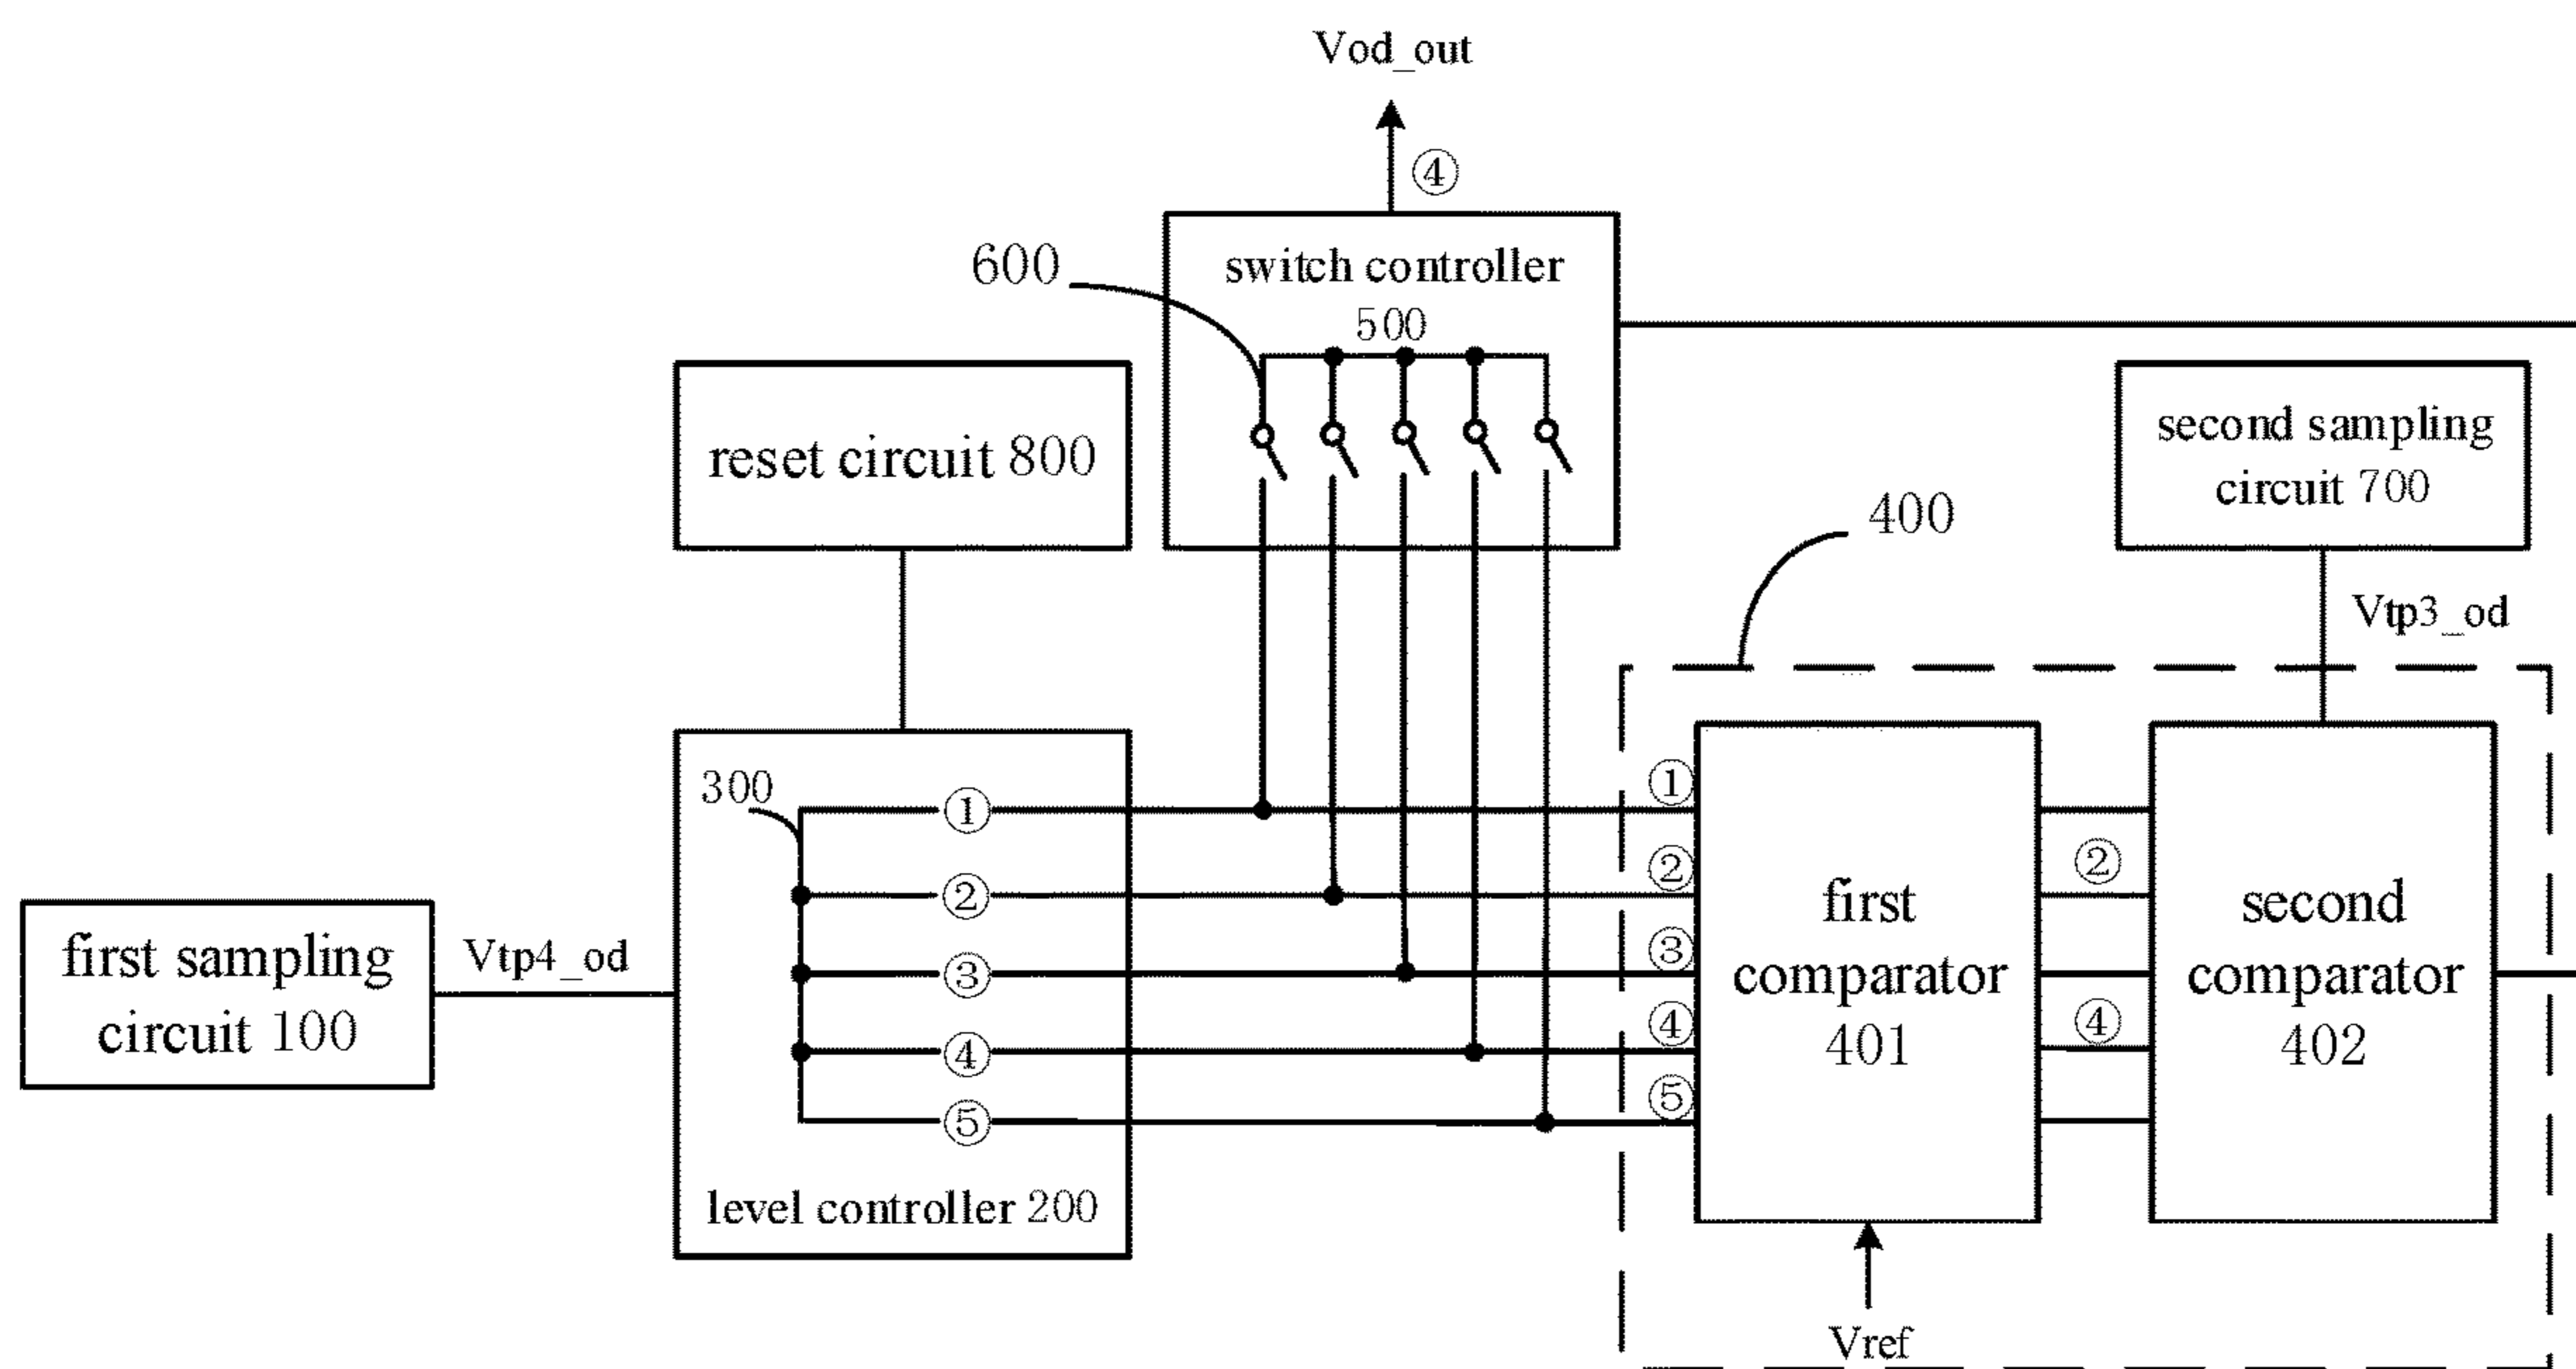 Vod_out
④
600
switch controller
500
reset circuit 800
second sampling
circuit 700
400
Vtp3_od
300
①
①
②
②
②
③
③
④
④
④
⑤
⑤
first sampling
circuit 100
Vtp4_od
level controller 200
first
comparator
401
second
comparator
402
Vref